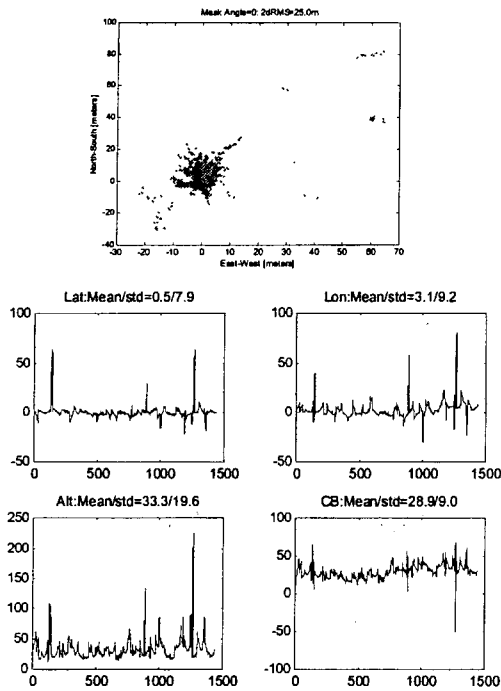 Mask Angle=0: 2dRMS=25.0m
100
80
60
40
20
0
-20
-40
North-South [meters]
-30 -20 -10 0 10 20 30 40 50 60 70
East-West [meters]
Lat:Mean/std=0.5/7.9
100
50
0
-50
0 500 1000 1500
Lon:Mean/std=3.1/9.2
100
50
0
-50
0 500 1000 1500
Alt:Mean/std=33.3/19.6
250
200
150
100
50
0
0 500 1000 1500
CB:Mean/std=28.9/9.0
100
50
0
-50
-100
0 500 1000 1500